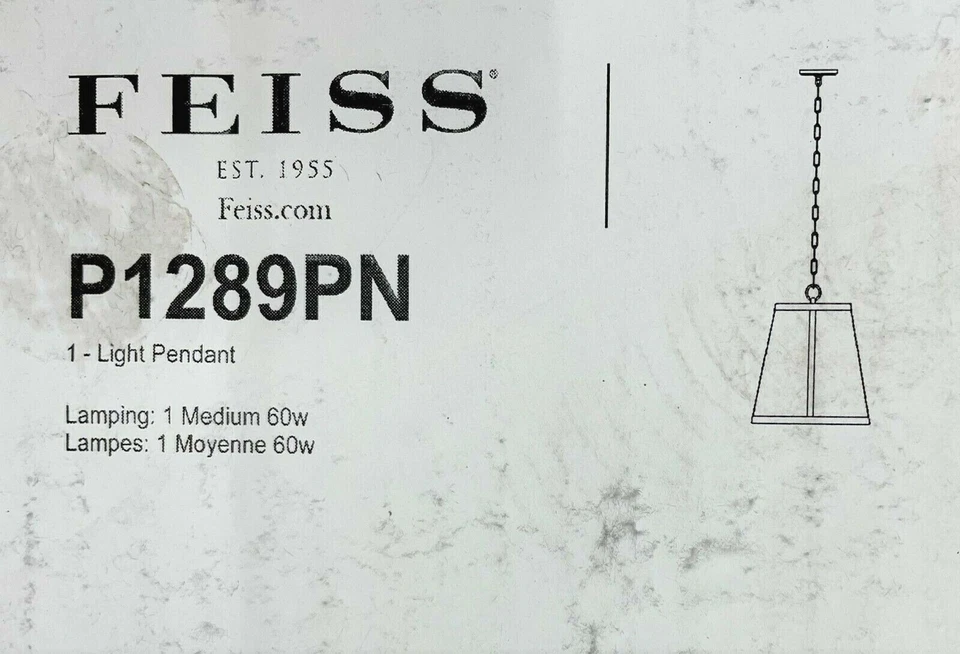 FEISS®
EST. 1955
Feiss.com
P1289PN
1 - Light Pendant
Lamping: 1 Medium 60w
Lampes: 1 Moyenne 60w